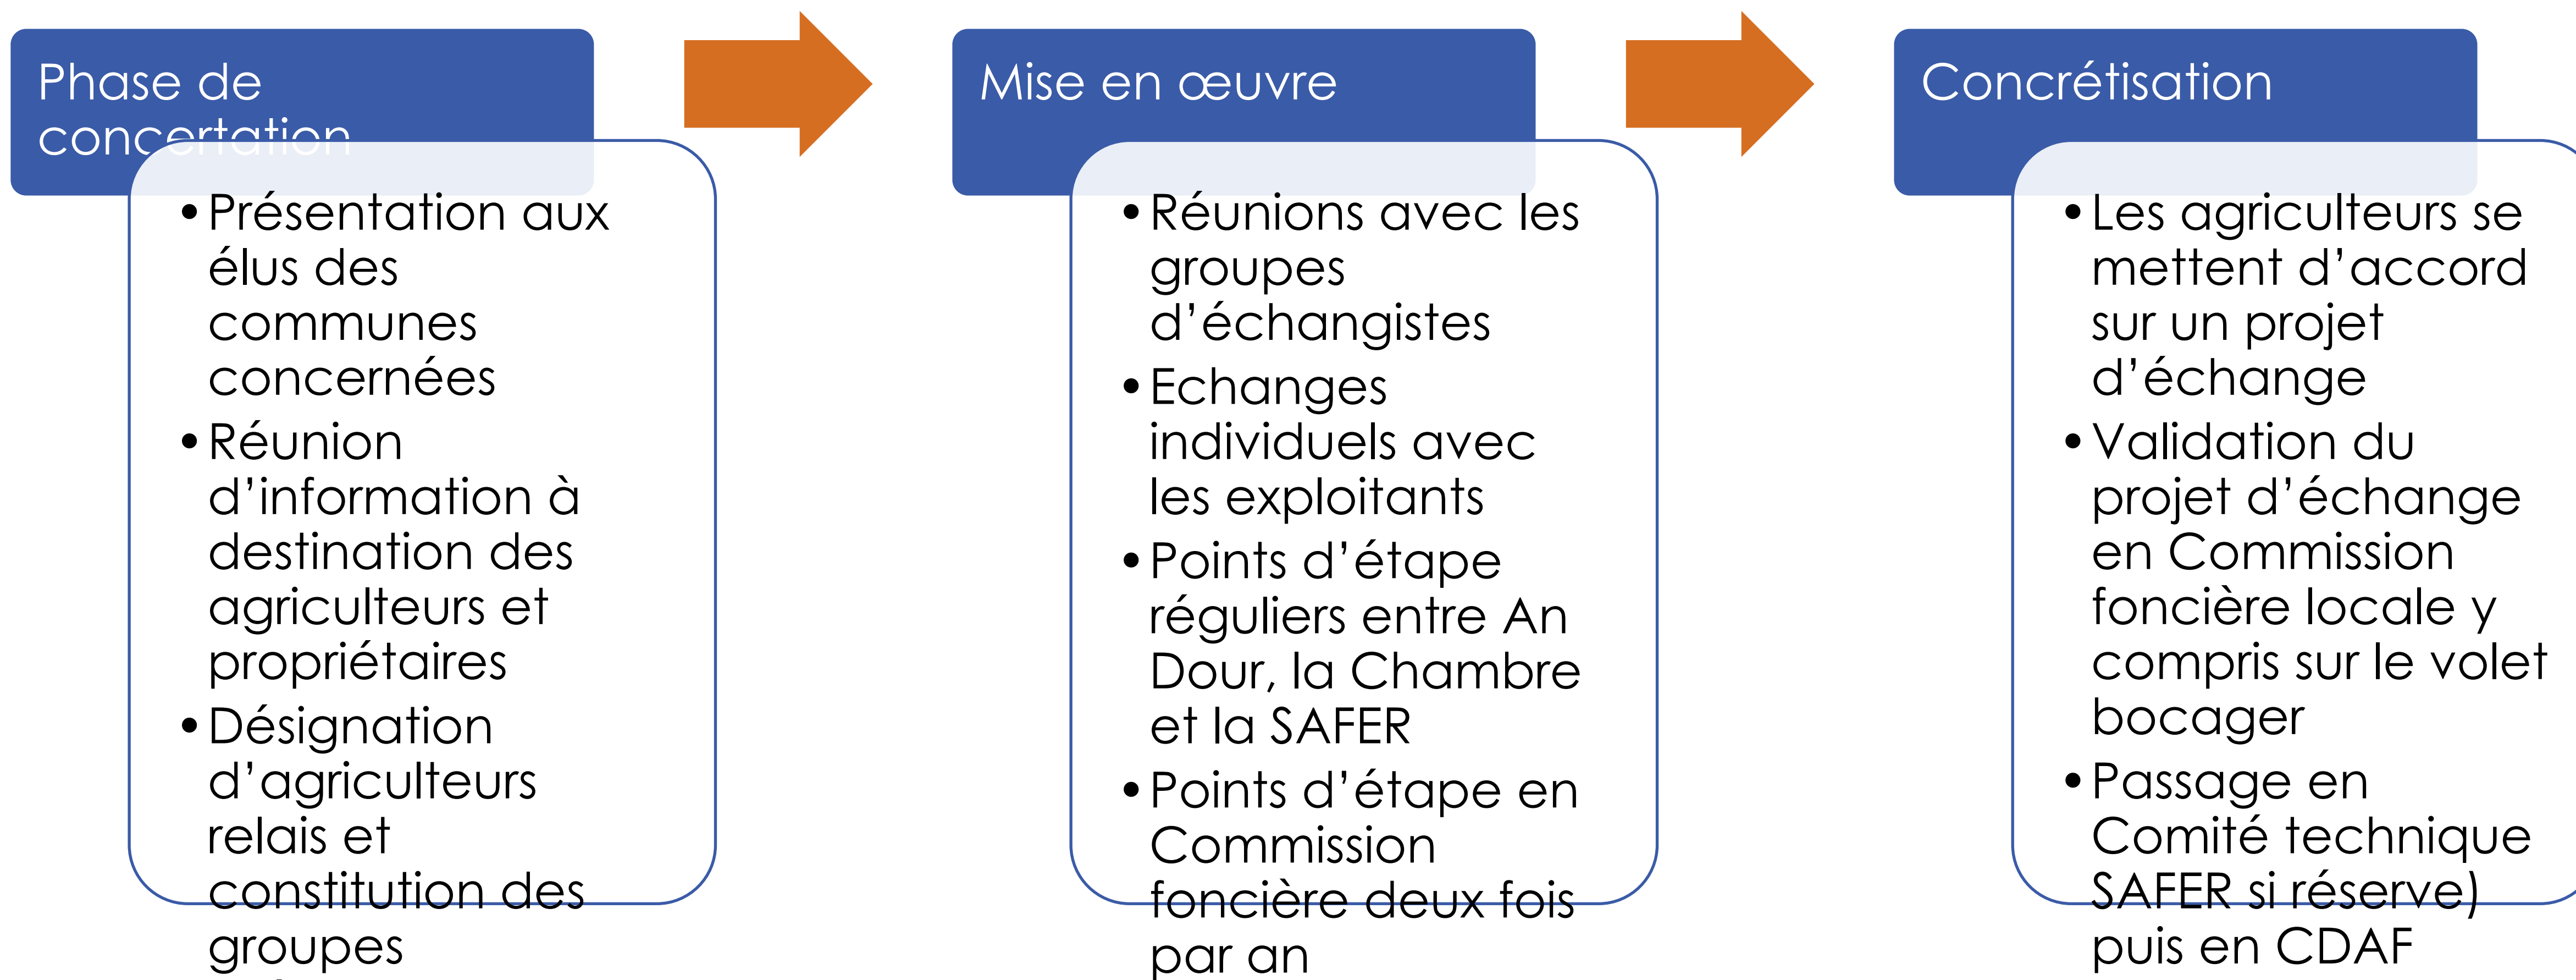 Phase de
concertation
•Présentation aux
élus des
communes
concernées
•Réunion
d’information à
destination des
agriculteurs et
propriétaires
•Désignation
d’agriculteurs
relais et
constitution des
groupes
Mise en œuvre
•Réunions avec les
groupes
d’échangistes
•Echanges
individuels avec
les exploitants
•Points d’étape
réguliers entre An
Dour, la Chambre
et la SAFER
•Points d’étape en
Commission
foncière deux fois
par an
Concrétisation
•Les agriculteurs se
mettent d’accord
sur un projet
d’échange
•Validation du
projet d’échange
en Commission
foncière locale y
compris sur le volet
bocager
•Passage en
Comité technique
SAFER si réserve)
puis en CDAF